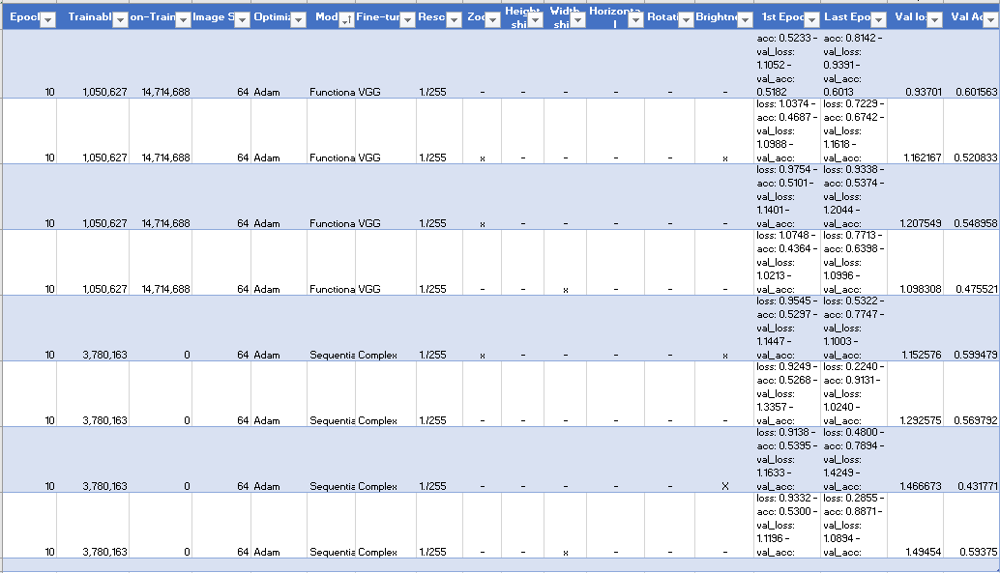 Epocl Trainabl on-Train Image S Optimi Mod Fine-tur Resc Zoc Height shi Width shi Horizonta l Rotati Brightne 1st Epoc Last Epo Val lo: Val Ac
acc: 0.5233 - acc: 0.8142 -
val_loss: val_loss:
1.1052 - 0.9391 -
val_acc: val_acc:
10 1,050,627 14,714,688 64 Adam Functiona VGG 1./255 - - - - - - 0.5182 0.6013 0.93701 0.601563
loss: 1.0374 - loss: 0.7229 -
acc: 0.4687 - acc: 0.6742 -
val_loss: val_loss:
1.0988 - 1.1618 -
10 1,050,627 14,714,688 64 Adam Functiona VGG 1./255 x - - - - x val_acc: val_acc: 1.162167 0.520833
loss: 0.9754 - loss: 0.9338 -
acc: 0.5101 - acc: 0.5374 -
val_loss: val_loss:
1.1401 - 1.2044 -
10 1,050,627 14,714,688 64 Adam Functiona VGG 1./255 x - - - - - val_acc: val_acc: 1.207549 0.548958
loss: 1.0748 - loss: 0.7713 -
acc: 0.4364 - acc: 0.6398 -
val_loss: val_loss:
1.0213 - 1.0996 -
10 1,050,627 14,714,688 64 Adam Functiona VGG 1./255 - - x - - - val_acc: val_acc: 1.098308 0.475521
loss: 0.9545 - loss: 0.5322 -
acc: 0.5297 - acc: 0.7747 -
val_loss: val_loss:
1.1447 - 1.1003 -
10 3,780,163 0 64 Adam Sequentia Complex 1./255 x - - - - x val_acc: val_acc: 1.152576 0.599479
loss: 0.9249 - loss: 0.2240 -
acc: 0.5268 - acc: 0.9131 -
val_loss: val_loss:
1.3357 - 1.0240 -
10 3,780,163 0 64 Adam Sequentia Complex 1./255 - - - - - - val_acc: val_acc: 1.292575 0.569792
loss: 0.9138 - loss: 0.4800 -
acc: 0.5395 - acc: 0.7894 -
val_loss: val_loss:
1.1633 - 1.4249 -
10 3,780,163 0 64 Adam Sequentia Complex 1./255 - - - - - X val_acc: val_acc: 1.466673 0.431771
loss: 0.9332 - loss: 0.2855 -
acc: 0.5300 - acc: 0.8871 -
val_loss: val_loss:
1.1196 - 1.0894 -
10 3,780,163 0 64 Adam Sequentia Complex 1./255 - - x - - - val_acc: val_acc: 1.49454 0.59375